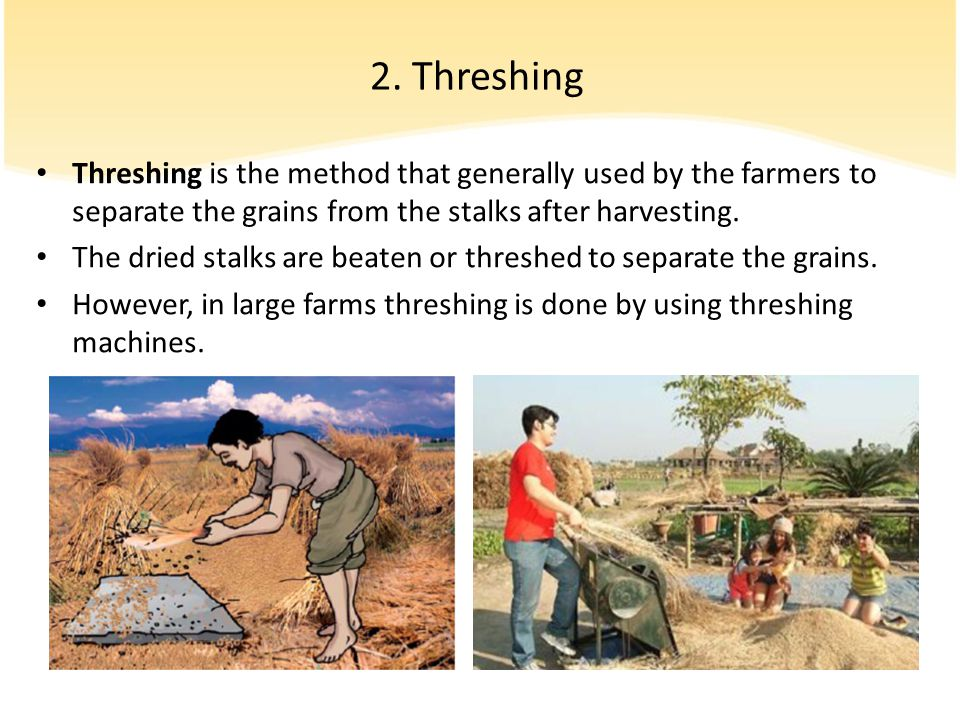 2. Threshing
• Threshing is the method that generally used by the farmers to
separate the grains from the stalks after harvesting.
• The dried stalks are beaten or threshed to separate the grains.
• However, in large farms threshing is done by using threshing
machines.